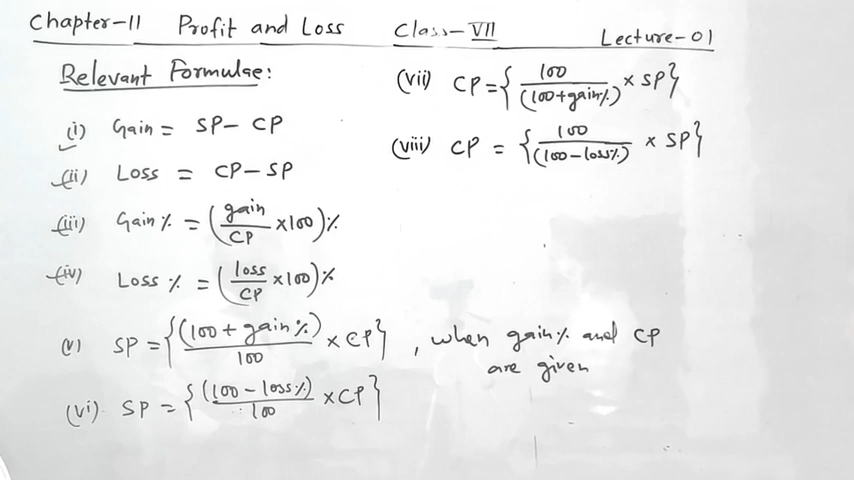 Chapter-11 Profit and Loss Class-VII Lecture-01
Relevant Formulae:
(i) Gain = SP - CP
(ii) Loss = CP - SP
(iii) Gain% = (gain/CP × 100)%
(iv) Loss % = (loss/CP × 100)%
(v) SP = {(100 + gain%)/100 × CP}, when gain% and CP
are given
(vi) SP = {(100 - loss%)/100 × CP}
(vii) CP = {100/(100+gain%) × SP}
(viii) CP = {100/(100-loss%) × SP}